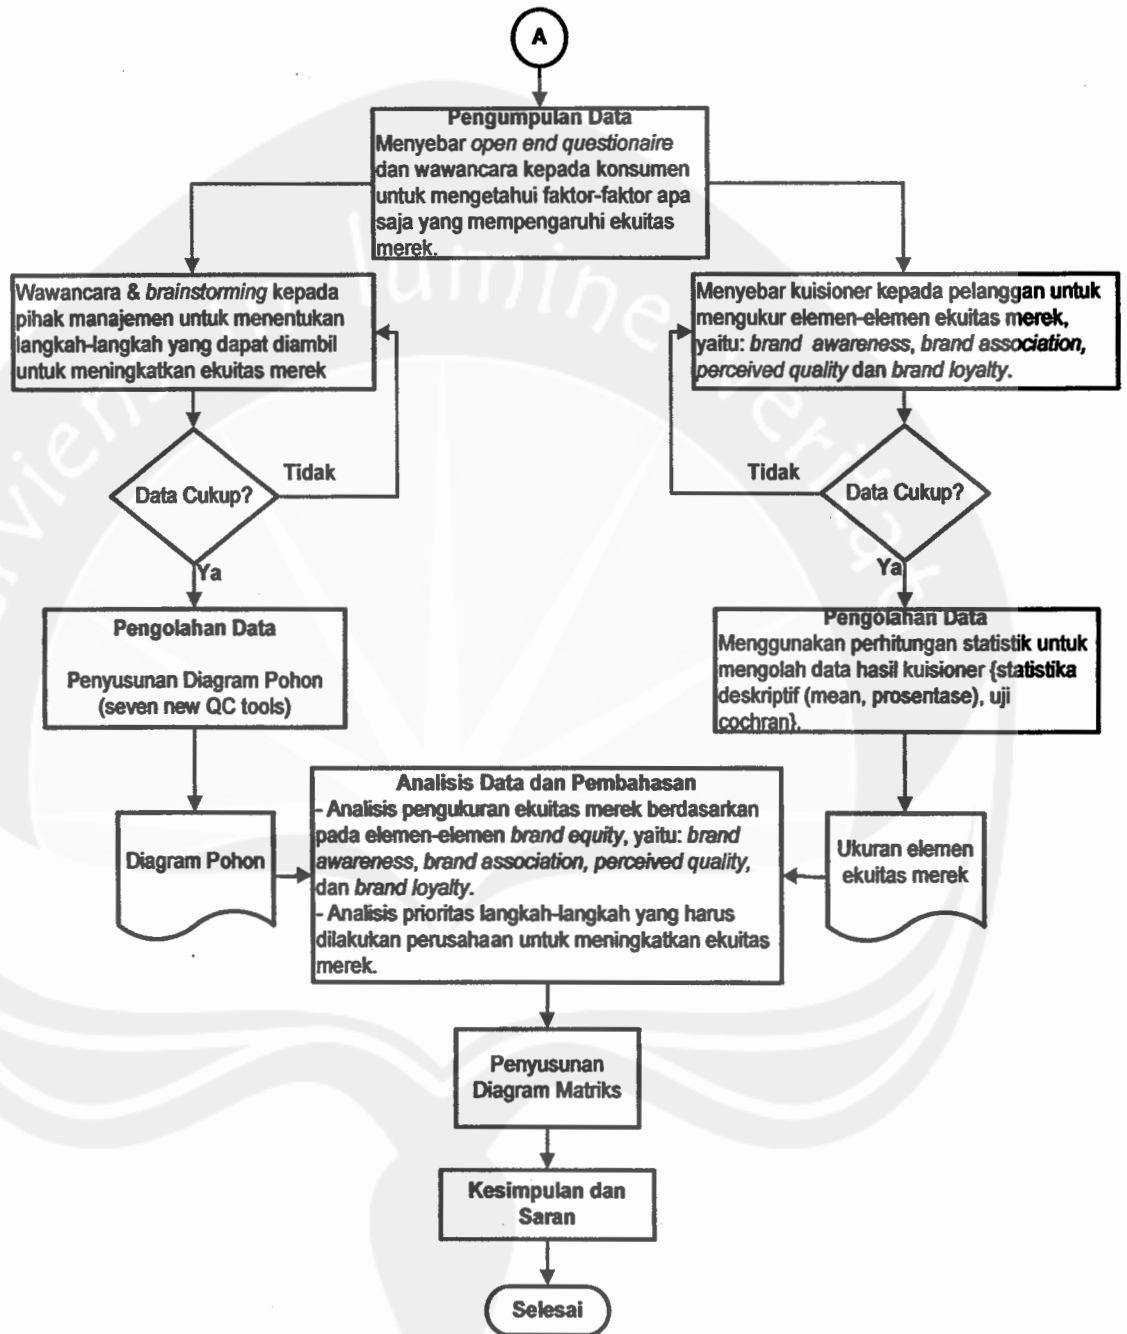 A
Pengumpulan Data
Menyebar open end questionaire
dan wawancara kepada konsumen
untuk mengetahui faktor-faktor apa
saja yang mempengaruhi ekuitas
merek.
Wawancara & brainstorming kepada
pihak manajemen untuk menentukan
langkah-langkah yang dapat diambil
untuk meningkatkan ekuitas merek
Menyebar kuisioner kepada pelanggan untuk
mengukur elemen-elemen ekuitas merek,
yaitu: brand awareness, brand association,
perceived quality dan brand loyalty.
Data Cukup?
Tidak
Ya
Tidak
Data Cukup?
Ya
Pengolahan Data
Penyusunan Diagram Pohon
(seven new QC tools)
Pengolahan Data
Menggunakan perhitungan statistik untuk
mengolah data hasil kuisioner {statistika
deskriptif (mean, prosentase), uji
cochran}.
Diagram Pohon
Analisis Data dan Pembahasan
- Analisis pengukuran ekuitas merek berdasarkan
pada elemen-elemen brand equity, yaitu: brand
awareness, brand association, perceived quality,
dan brand loyalty.
- Analisis prioritas langkah-langkah yang harus
dilakukan perusahaan untuk meningkatkan ekuitas
merek.
Ukuran elemen
ekuitas merek
Penyusunan
Diagram Matriks
Kesimpulan dan
Saran
Selesai
lumine veritatis